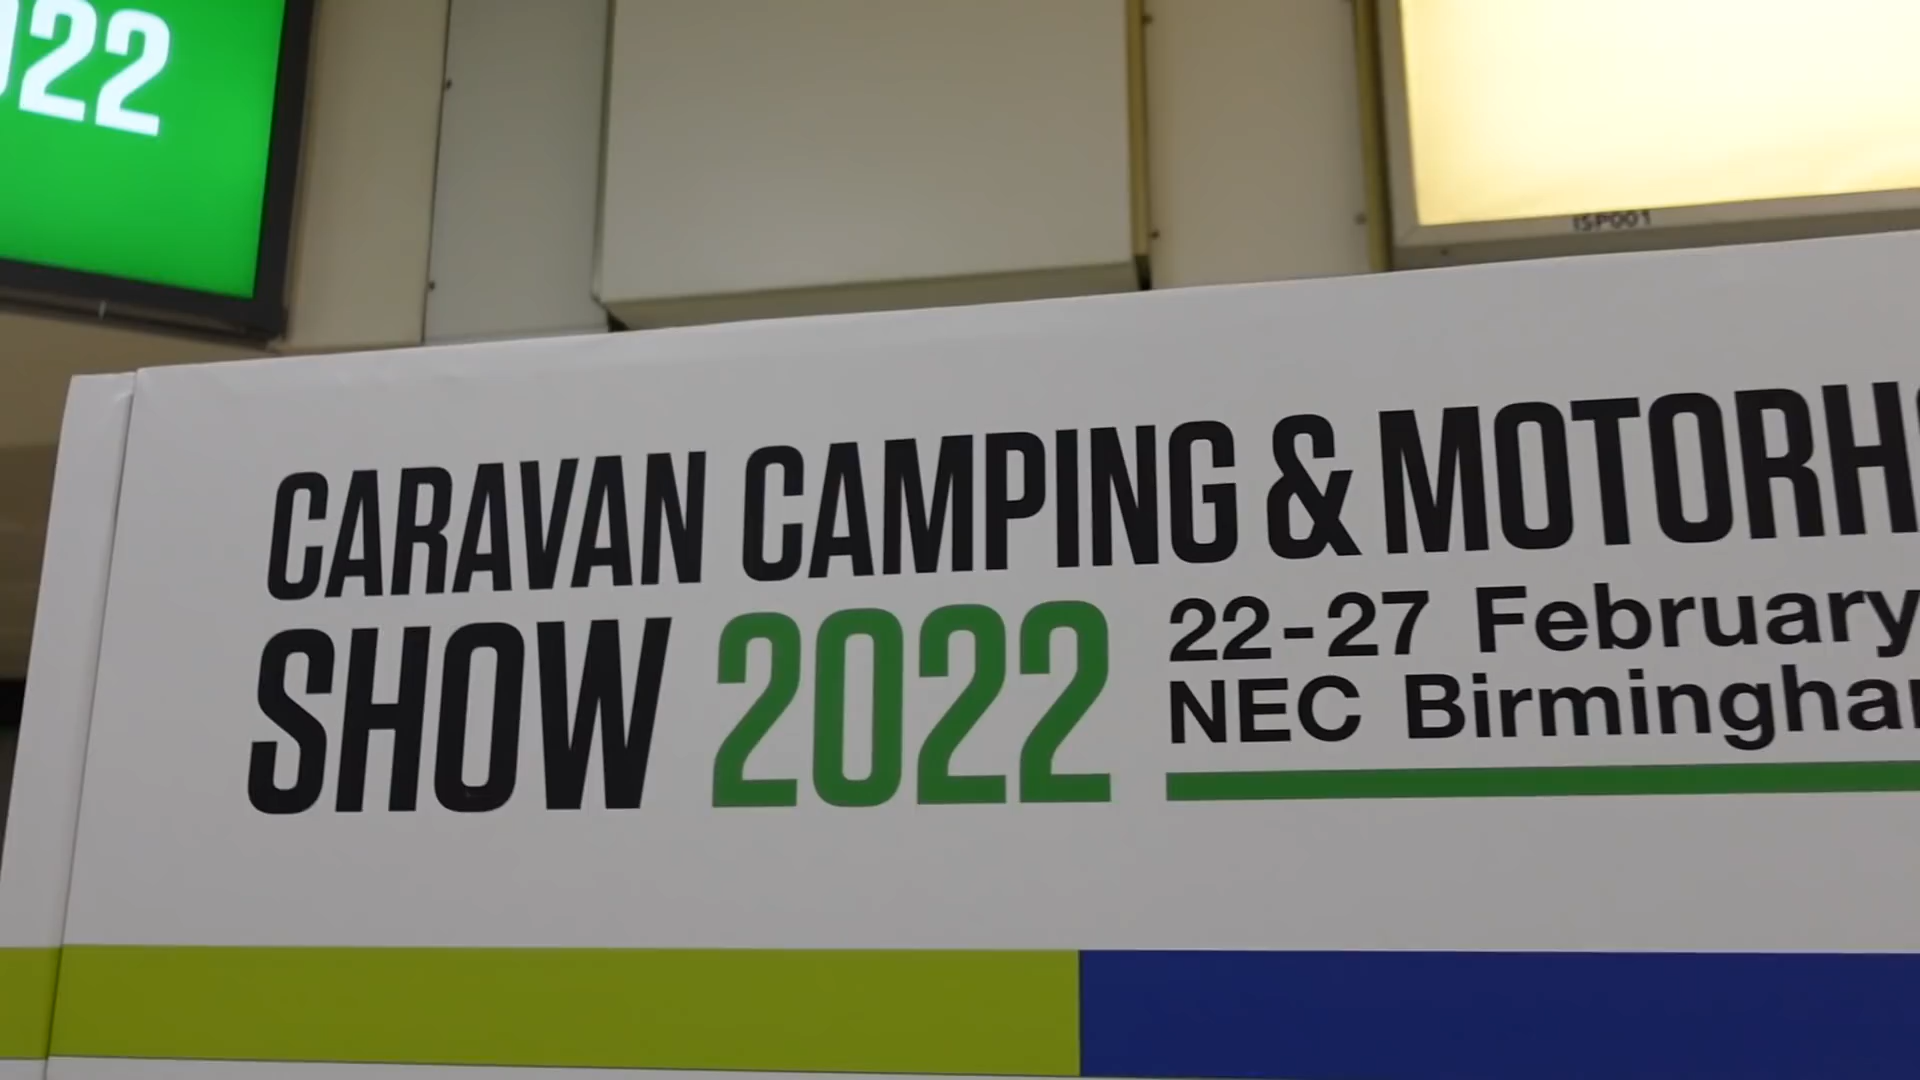 22
ISP001
CARAVAN CAMPING & MOTORH
SHOW 2022
22-27 February
NEC Birmingha